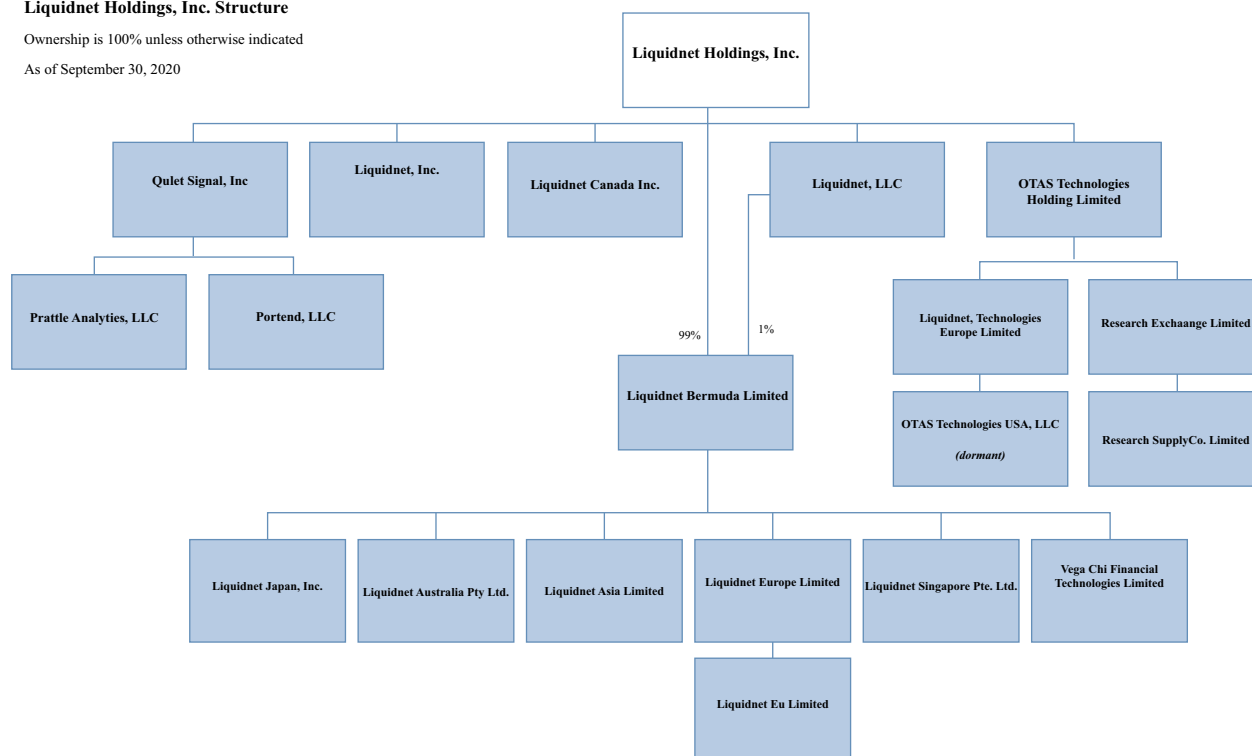 Liquidnet Holdings, Inc. Structure
Ownership is 100% unless otherwise indicated
As of September 30, 2020
Liquidnet Holdings, Inc.
Qulet Signal, Inc
Liquidnet, Inc.
Liquidnet Canada Inc.
Liquidnet, LLC
OTAS Technologies
Holding Limited
Prattle Analyties, LLC
Portend, LLC
99%
1%
Liquidnet, Technologies
Europe Limited
Research Exchaange Limited
Liquidnet Bermuda Limited
OTAS Technologies USA, LLC
(dormant)
Research SupplyCo. Limited
Liquidnet Japan, Inc.
Liquidnet Australia Pty Ltd.
Liquidnet Asia Limited
Liquidnet Europe Limited
Liquidnet Singapore Pte. Ltd.
Vega Chi Financial
Technologies Limited
Liquidnet Eu Limited